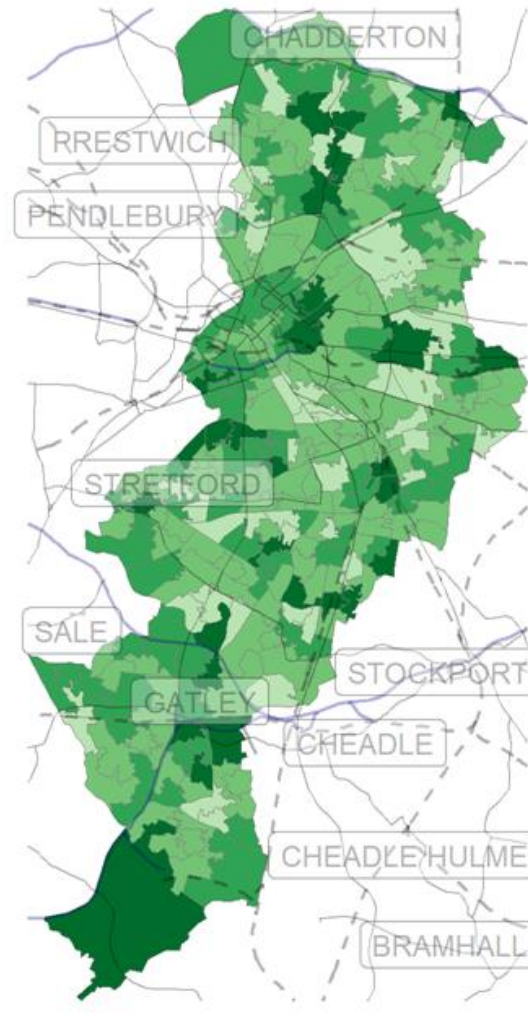 CHADDERTON
RRESTWICH
PENDLEBURY
STRETFORD
SALE
STOCKPORT
GATLEY
CHEADLE
CHEADLE HULME
BRAMHALL